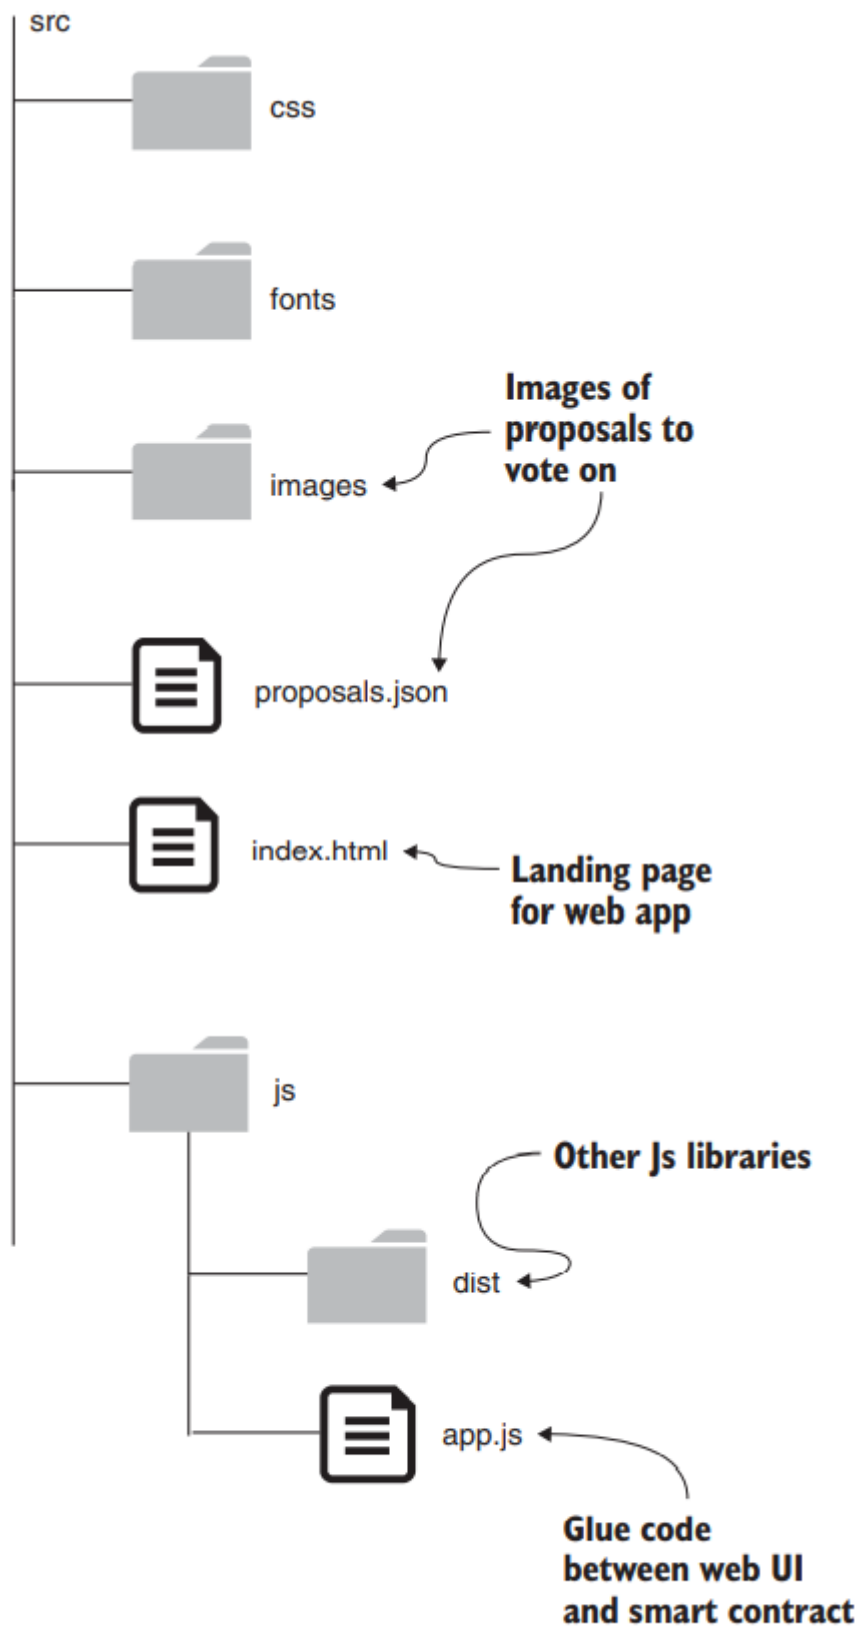 src
css
fonts
Images of
proposals to
vote on
images
proposals.json
index.html
Landing page
for web app
js
Other Js libraries
dist
app.js
Glue code
between web UI
and smart contract